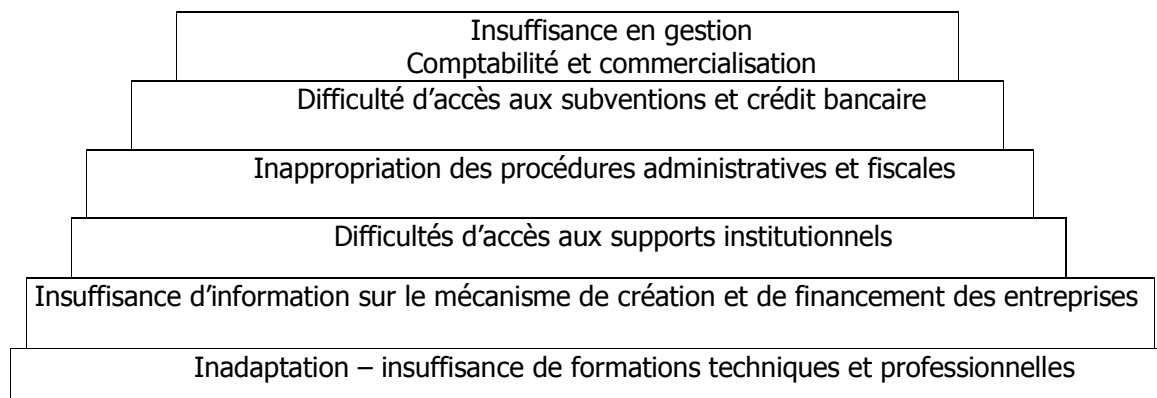 Insuffisance en gestion
Comptabilité et commercialisation
Difficulté d’accès aux subventions et crédit bancaire
Inappropriation des procédures administratives et fiscales
Difficultés d’accès aux supports institutionnels
Insuffisance d’information sur le mécanisme de création et de financement des entreprises
Inadaptation – insuffisance de formations techniques et professionnelles